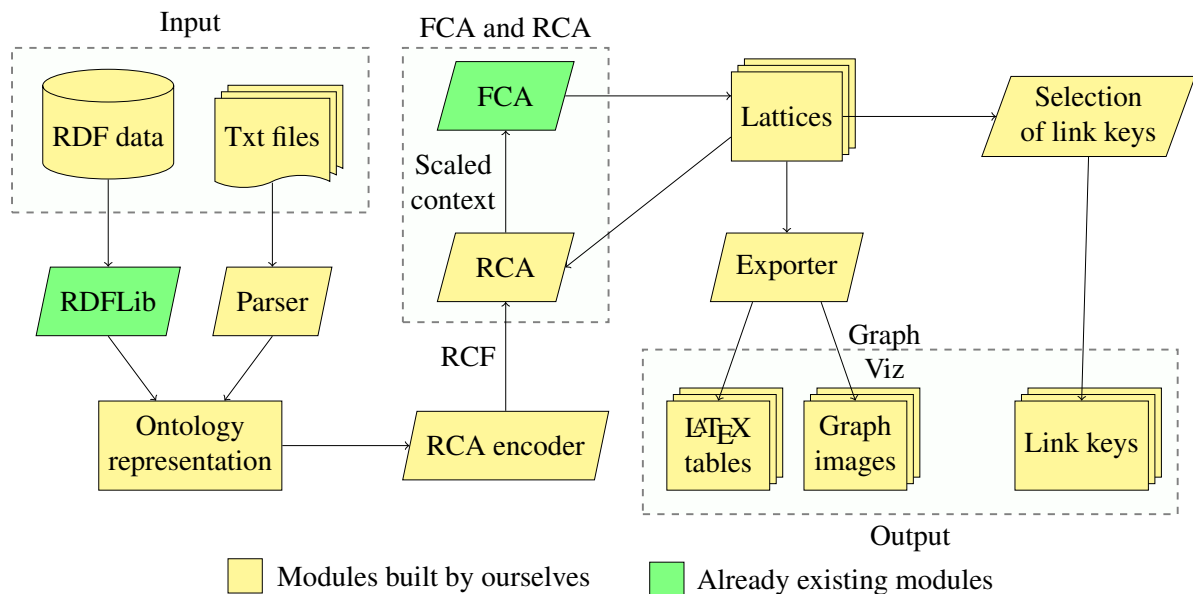 Input
FCA and RCA
RDF data
Txt files
FCA
Lattices
Selection
of link keys
Scaled
context
RDFLib
Parser
RCA
Exporter
RCF
Graph
Viz
Ontology
representation
RCA encoder
LATEX
tables
Graph
images
Link keys
Output
Modules built by ourselves
Already existing modules